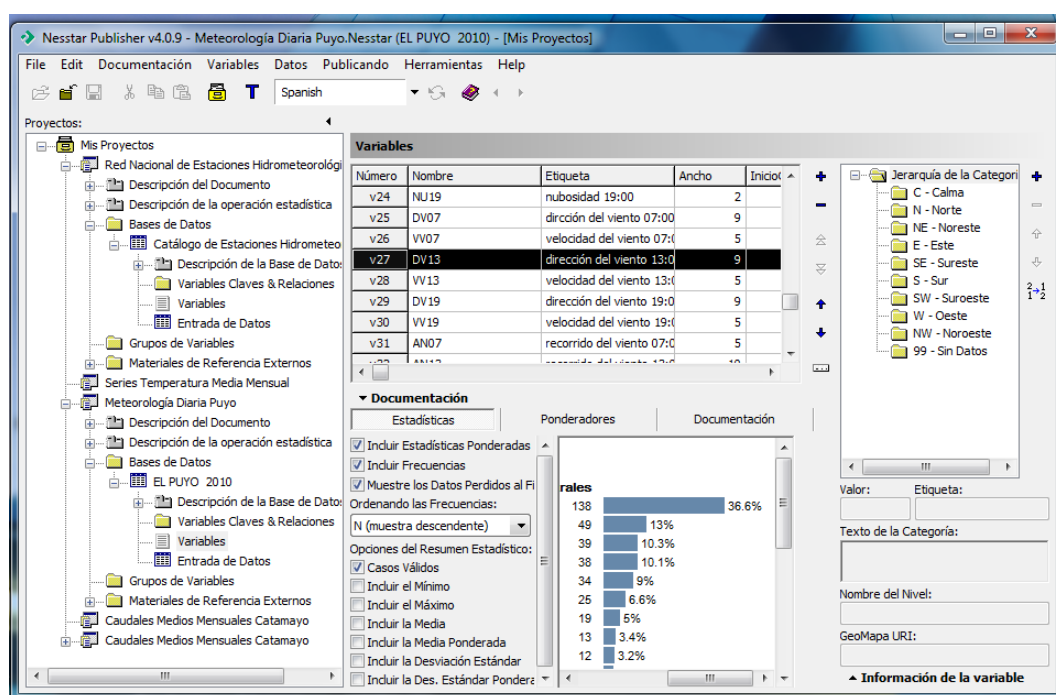 Nesstar Publisher v4.0.9 - Meteorología Diaria Puyo.Nesstar (EL PUYO 2010) - [Mis Proyectos]
File Edit Documentación Variables Datos Publicando Herramientas Help
T Spanish
Proyectos:
Mis Proyectos
Red Nacional de Estaciones Hidrometeorológi
Descripción del Documento
Descripción de la operación estadística
Bases de Datos
Catálogo de Estaciones Hidrometeo
Descripción de la Base de Dato
Variables Claves & Relaciones
Variables
Entrada de Datos
Grupos de Variables
Materiales de Referencia Externos
Series Temperatura Media Mensual
Meteorología Diaria Puyo
Descripción del Documento
Descripción de la operación estadística
Bases de Datos
EL PUYO 2010
Descripción de la Base de Dato
Variables Claves & Relaciones
Variables
Entrada de Datos
Grupos de Variables
Materiales de Referencia Externos
Caudales Medios Mensuales Catamayo
Caudales Medios Mensuales Catamayo
Variables
Número Nombre Etiqueta Ancho Inicio(
v24 NU19 nubosidad 19:00 2
v25 DV07 dircción del viento 07:00 9
v26 VV07 velocidad del viento 07:0 5
v27 DV13 dirección del viento 13:0 9
v28 VV13 velocidad del viento 13:0 5
v29 DV19 dirección del viento 19:0 9
v30 VV19 velocidad del viento 19:0 5
v31 AN07 recorrido del viento 07:0 5
Documentación
Estadísticas Ponderadores Documentación
Incluir Estadísticas Ponderadas
Incluir Frecuencias
Muestre los Datos Perdidos al Fi
Ordenando las Frecuencias:
N (muestra descendente)
Opciones del Resumen Estadístico:
Casos Válidos
Incluir el Mínimo
Incluir el Máximo
Incluir la Media
Incluir la Media Ponderada
Incluir la Desviación Estándar
Incluir la Des. Estándar Pondera
rales
138 36.6%
49 13%
39 10.3%
38 10.1%
34 9%
25 6.6%
19 5%
13 3.4%
12 3.2%
Jerarquía de la Categorí
C - Calma
N - Norte
NE - Noreste
E - Este
SE - Sureste
S - Sur
SW - Suroeste
W - Oeste
NW - Noroeste
99 - Sin Datos
2 1
1 2
Valor: Etiqueta:
Texto de la Categoría:
Nombre del Nivel:
GeoMapa URI:
Información de la variable